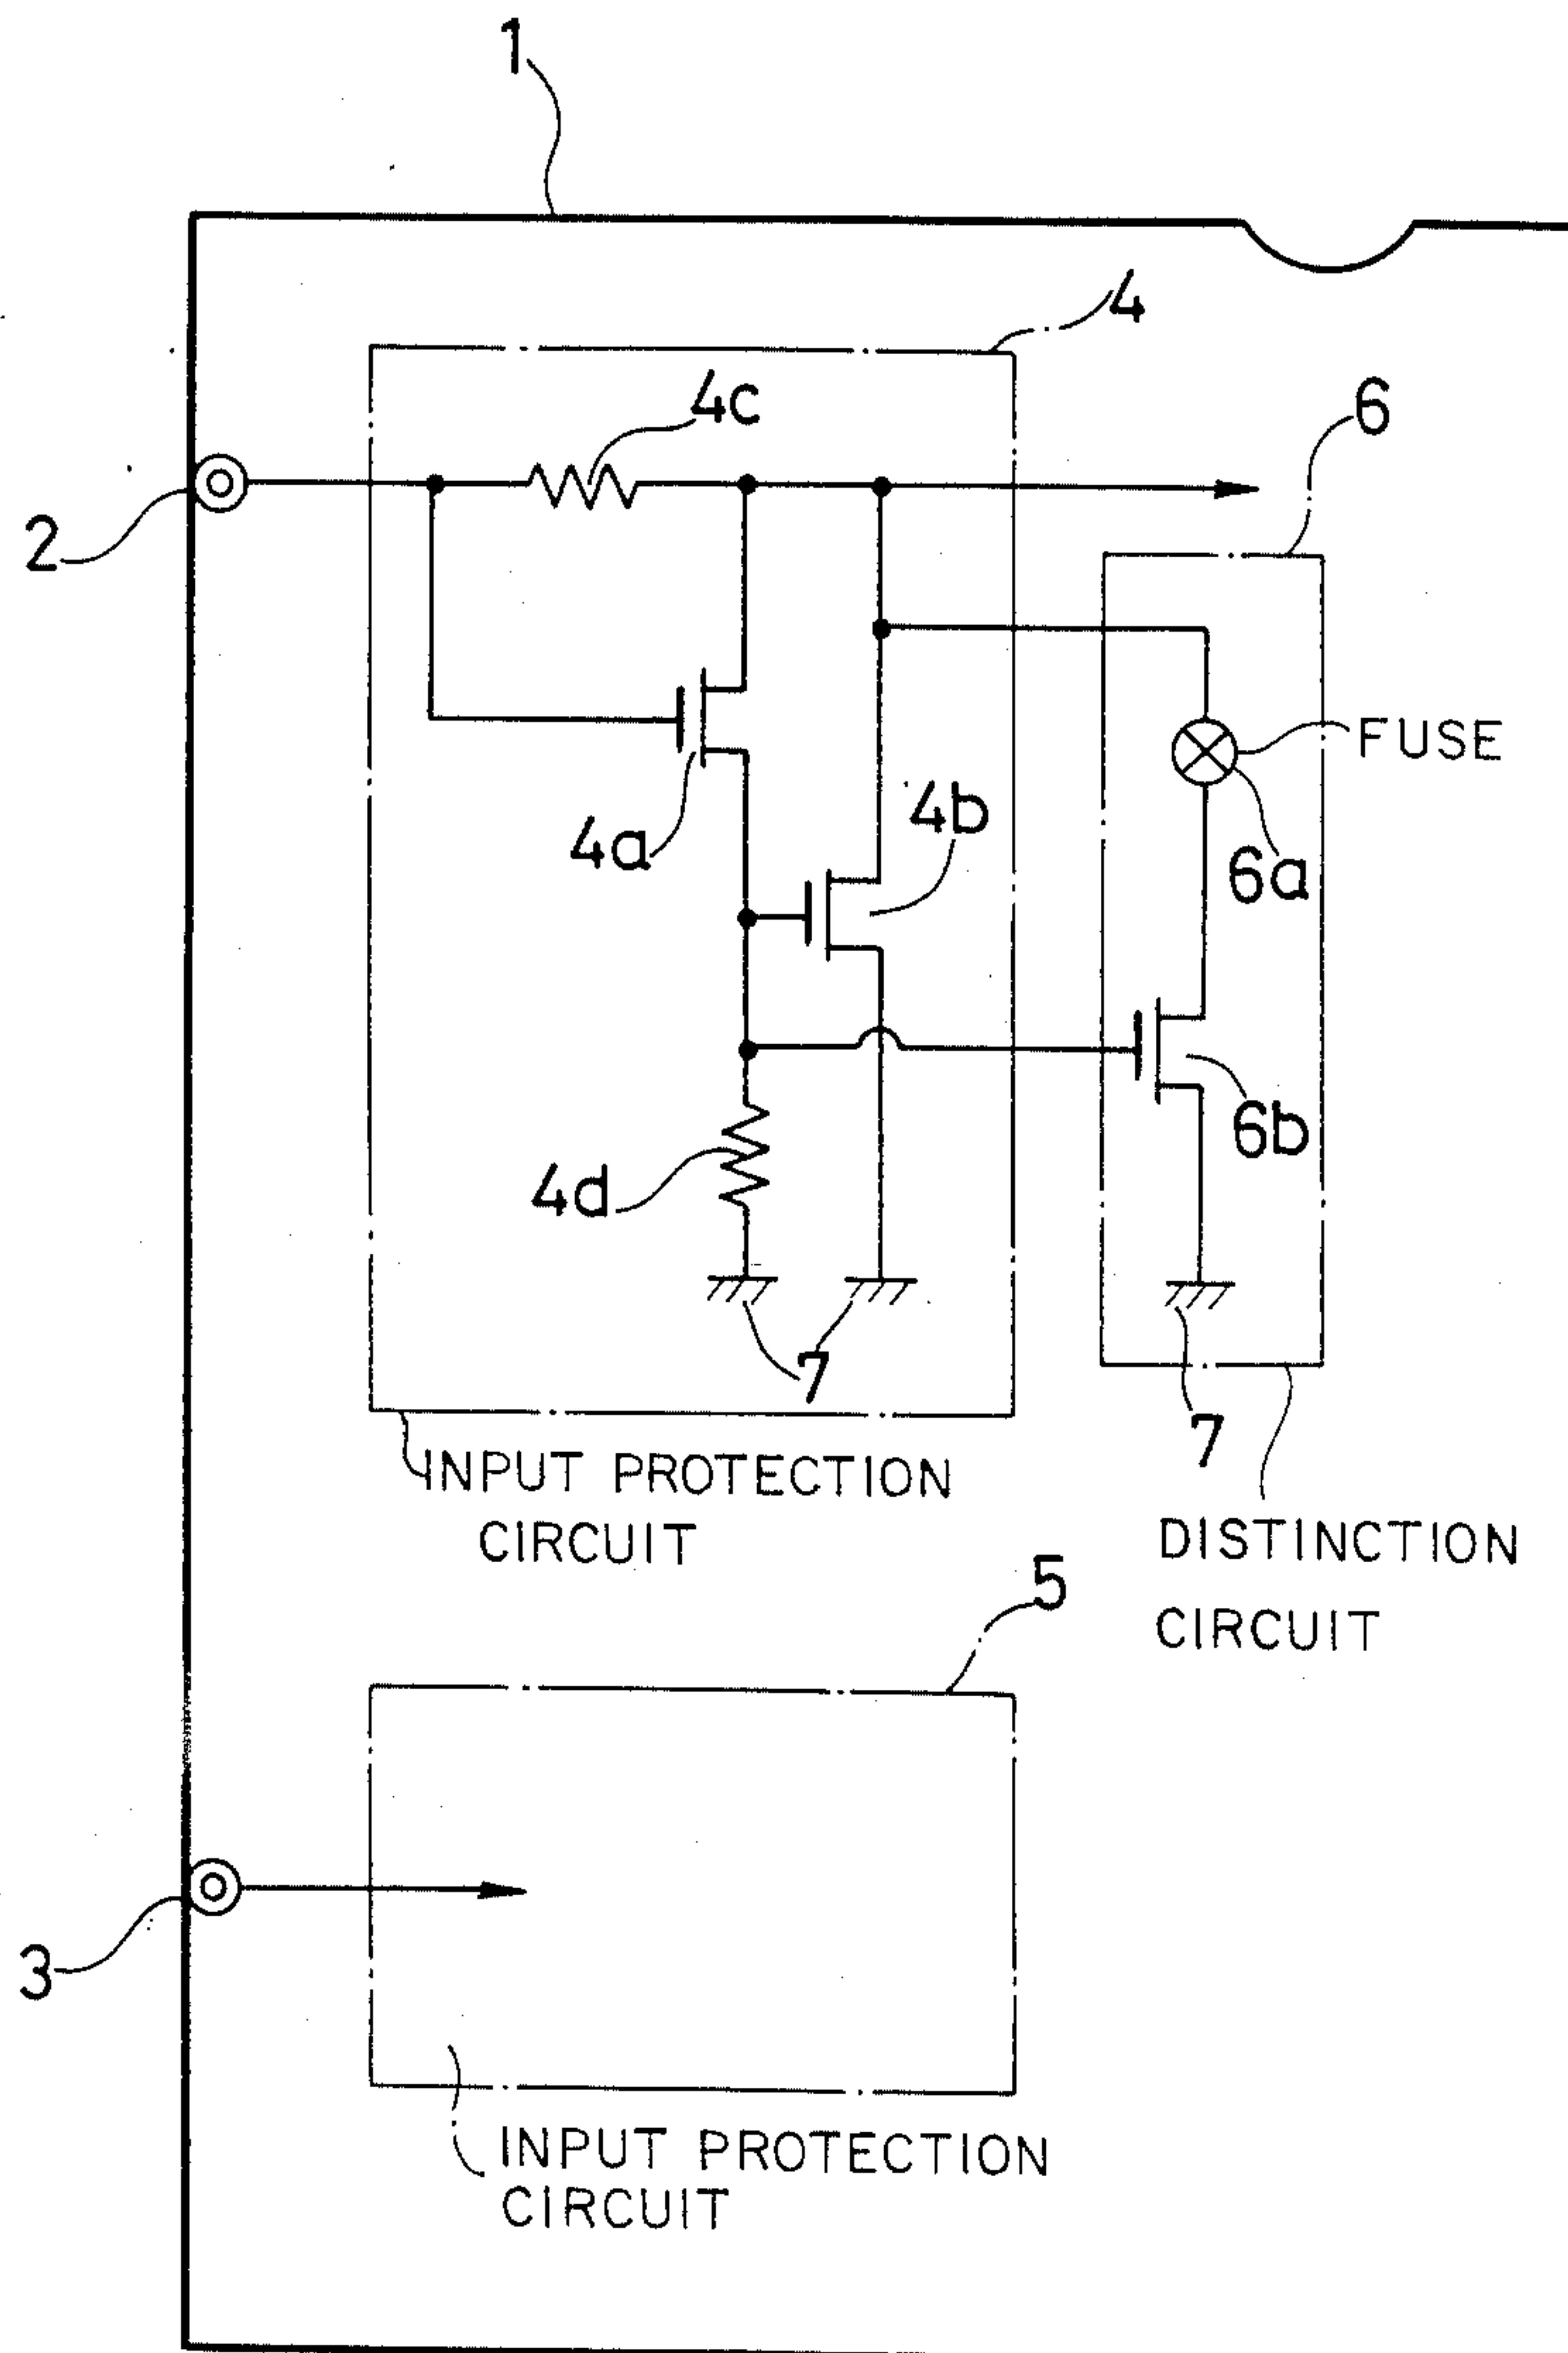 1
4
4c
6
2
FUSE
4a
4b
6a
6b
4d
7
7
INPUT PROTECTION
CIRCUIT
DISTINCTION
CIRCUIT
5
3
INPUT PROTECTION
CIRCUIT